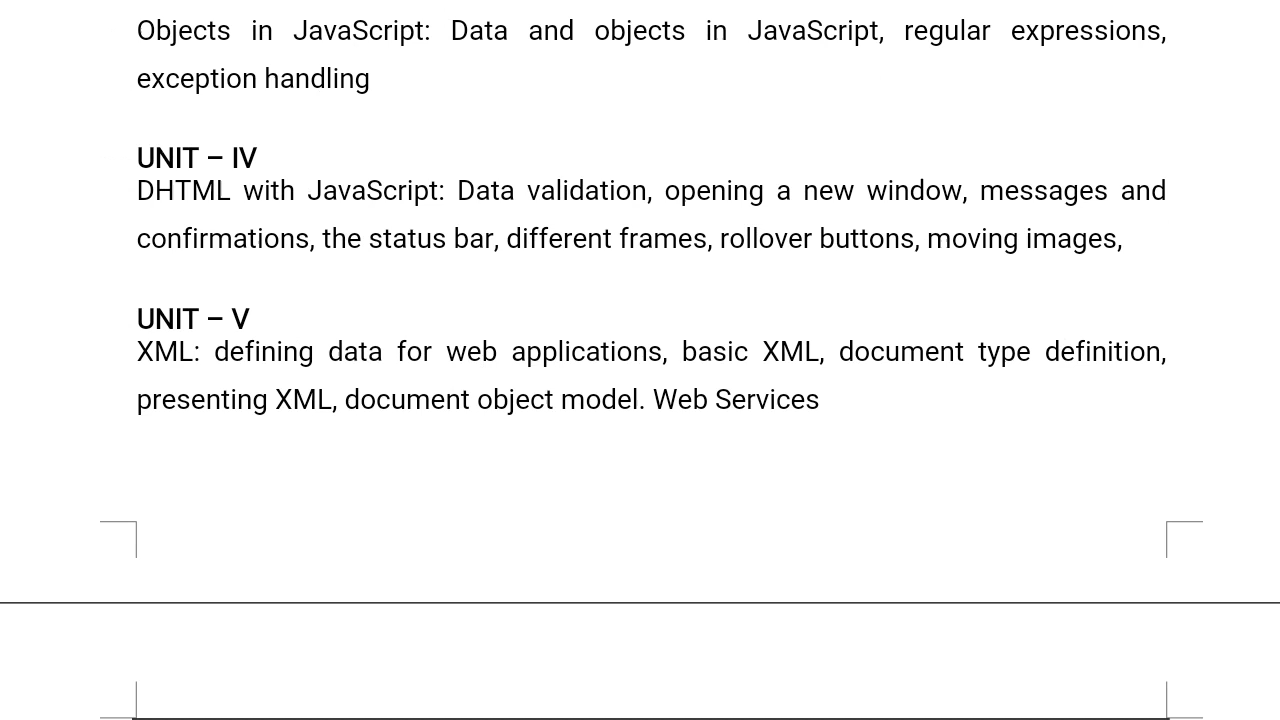 Objects in JavaScript: Data and objects in JavaScript, regular expressions,
exception handling
UNIT – IV
DHTML with JavaScript: Data validation, opening a new window, messages and
confirmations, the status bar, different frames, rollover buttons, moving images,
UNIT – V
XML: defining data for web applications, basic XML, document type definition,
presenting XML, document object model. Web Services